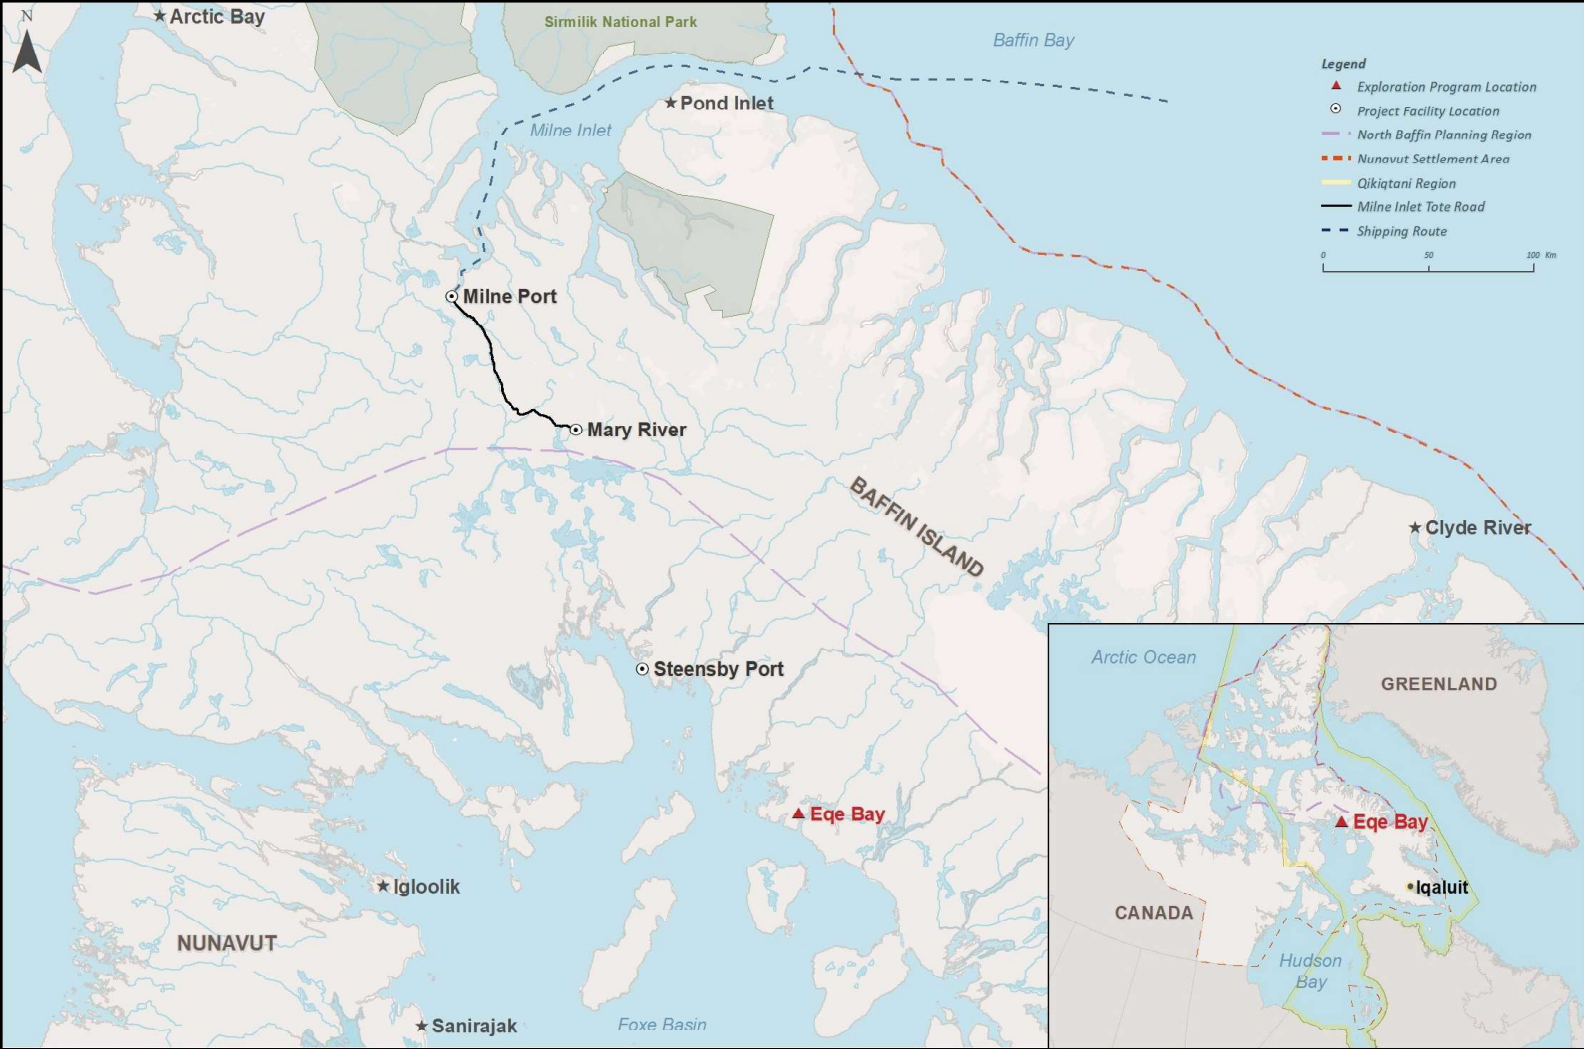 N
Arctic Bay
Sirmilik National Park
Baffin Bay
Pond Inlet
Milne Inlet
Legend
Exploration Program Location
Project Facility Location
North Baffin Planning Region
Nunavut Settlement Area
Qikiqtani Region
Milne Inlet Tote Road
Shipping Route
0 50 100 Km
Milne Port
Mary River
BAFFIN ISLAND
Clyde River
Steensby Port
Eqe Bay
Igloolik
NUNAVUT
Sanirajak
Foxe Basin
Arctic Ocean
GREENLAND
Eqe Bay
Iqaluit
CANADA
Hudson
Bay